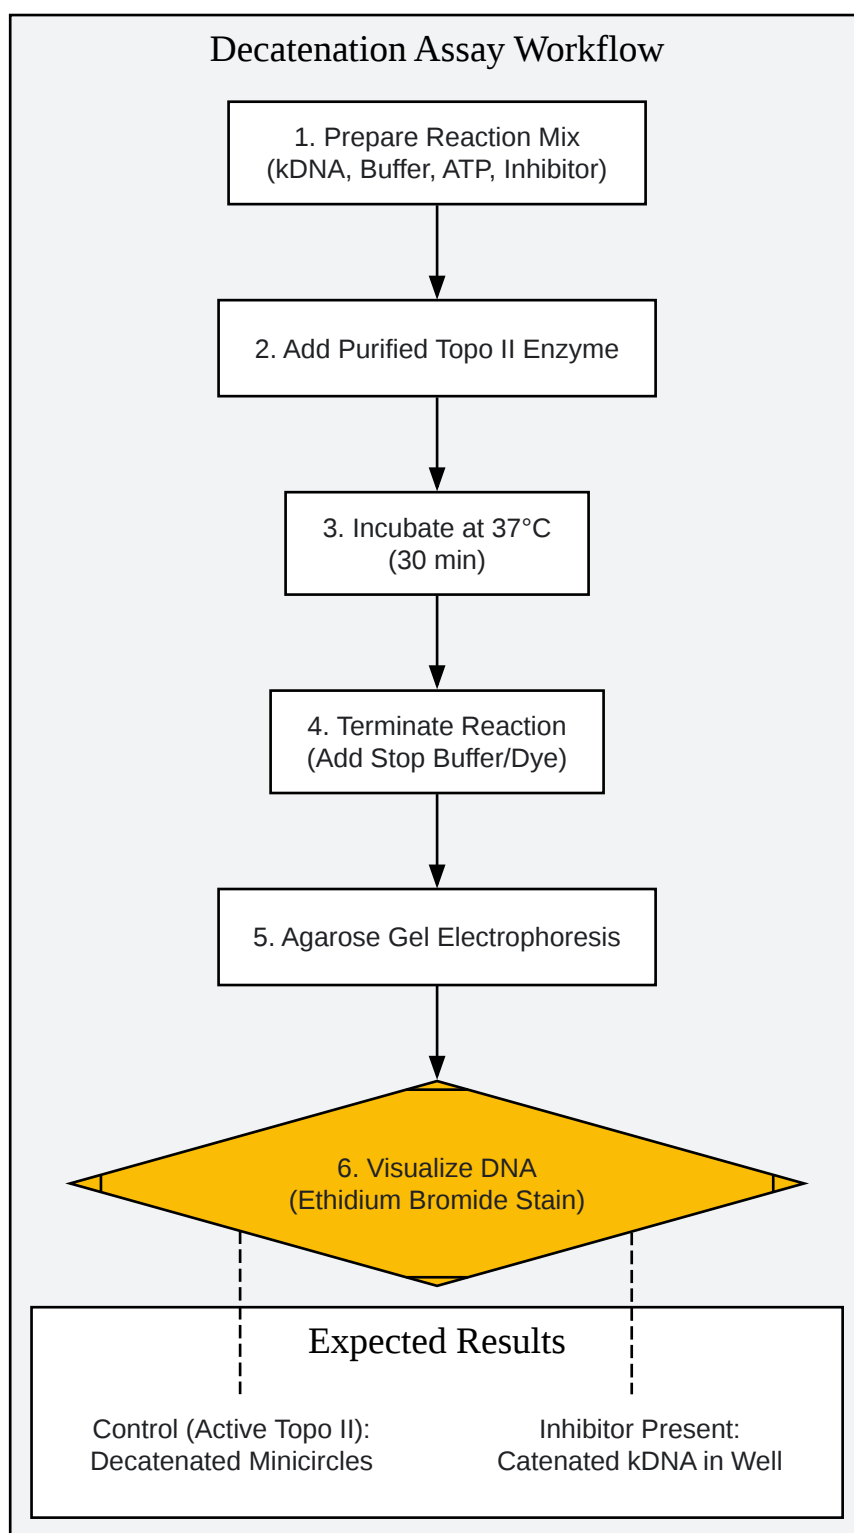 Decatenation Assay Workflow
1. Prepare Reaction Mix
(kDNA, Buffer, ATP, Inhibitor)
2. Add Purified Topo II Enzyme
3. Incubate at 37°C
(30 min)
4. Terminate Reaction
(Add Stop Buffer/Dye)
5. Agarose Gel Electrophoresis
6. Visualize DNA
(Ethidium Bromide Stain)
Expected Results
Control (Active Topo II):
Decatenated Minicircles
Inhibitor Present:
Catenated kDNA in Well